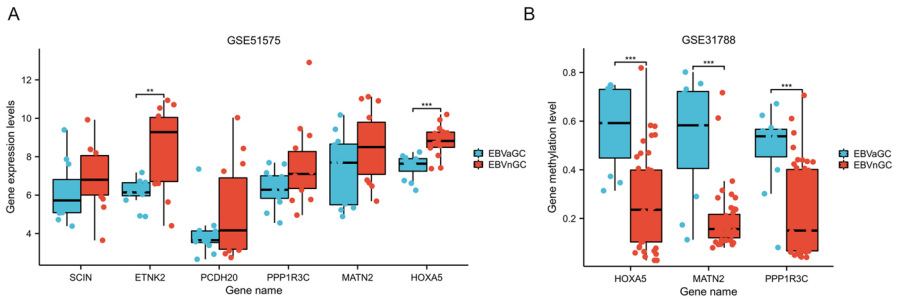 A
GSE51575
Gene expression levels
12
10
8
6
4
**
***
SCIN
ETNK2
PCDH20
PPP1R3C
MATN2
HOXA5
Gene name
EBVaGC
EBVnGC
B
GSE31788
Gene methylation level
0.8
0.6
0.4
0.2
***
***
***
HOXA5
MATN2
PPP1R3C
Gene name
EBVaGC
EBVnGC